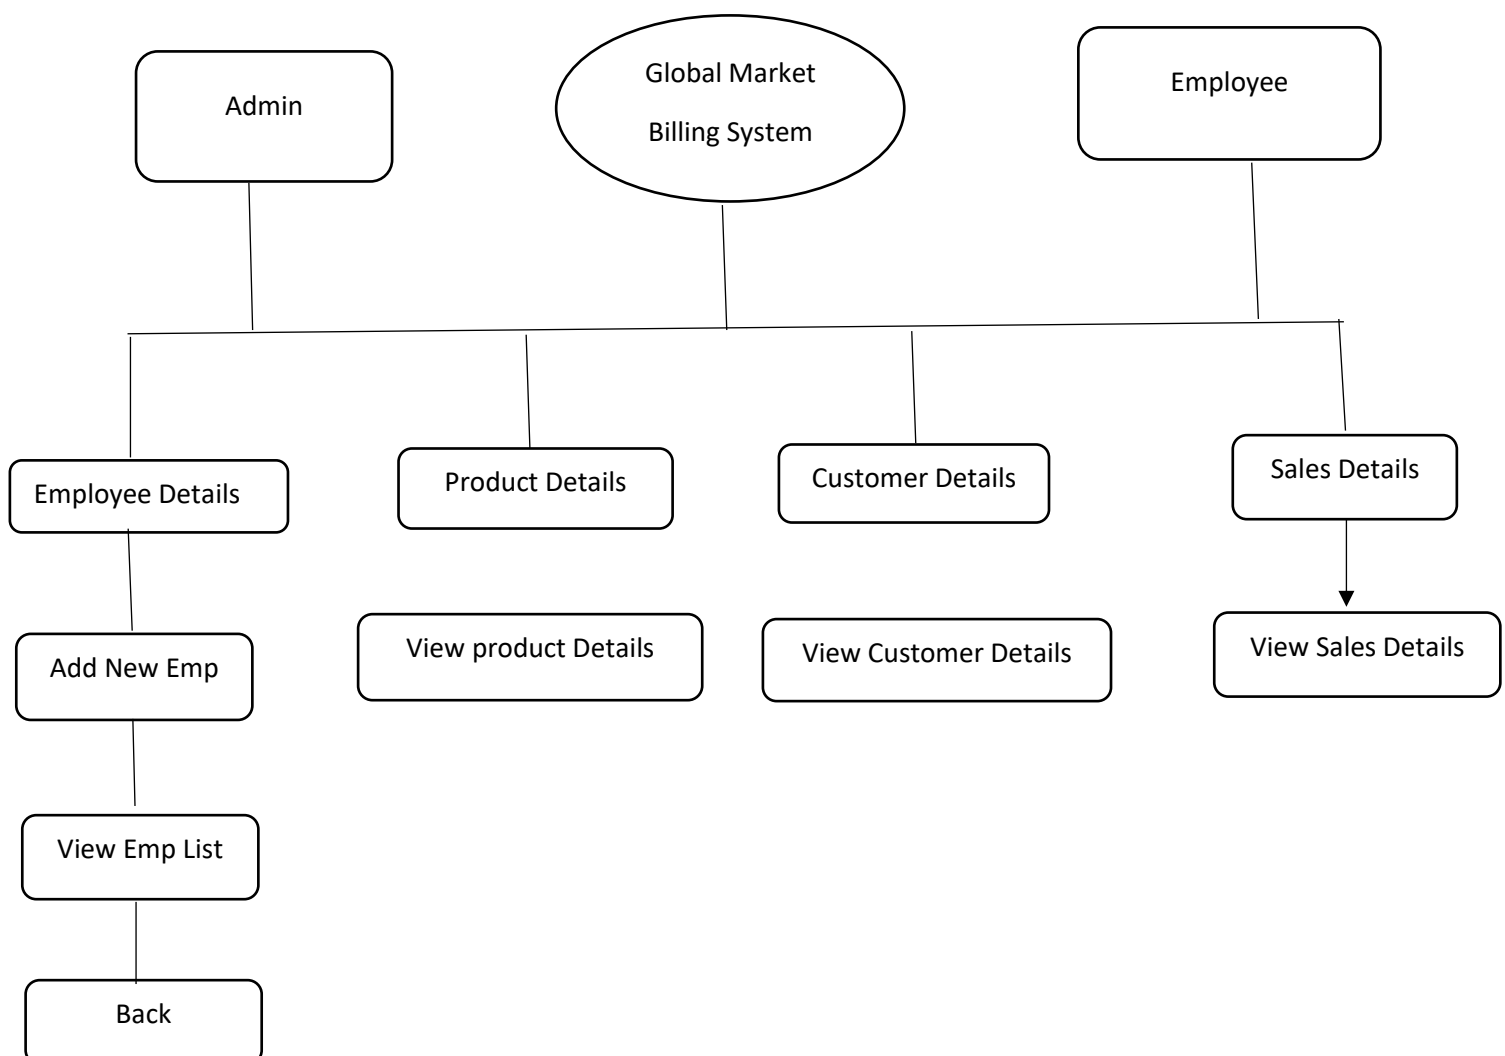 Admin
Global Market
Billing System
Employee
Employee Details
Product Details
Customer Details
Sales Details
Add New Emp
View product Details
View Customer Details
View Sales Details
View Emp List
Back